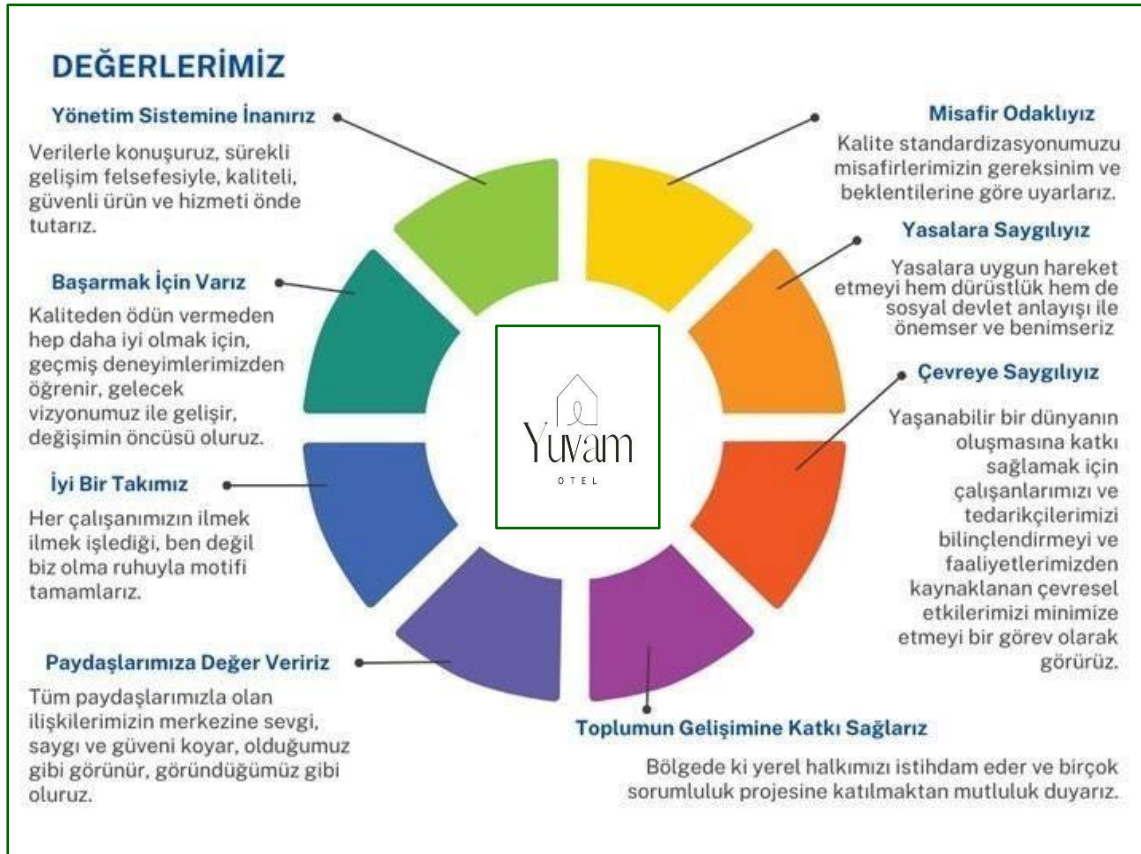 DEĞERLERİMİZ
Yönetim Sistemine İnanırız
Verilerle konuşuruz, sürekli
gelişim felsefesiyle, kaliteli,
güvenli ürün ve hizmeti önde
tutarız.
Başarmak İçin Varız
Kaliteden ödün vermeden
hep daha iyi olmak için,
geçmiş deneyimlerimizden
öğrenir, gelecek
vizyonumuz ile gelişir,
değişimin öncüsü oluruz.
İyi Bir Takımız
Her çalışanımızın ilmek
ilmek işlediği, ben değil
biz olma ruhuyla motifi
tamamlarız.
Paydaşlarımıza Değer Veririz
Tüm paydaşlarımızla olan
ilişkilerimizin merkezine sevgi,
saygı ve güveni koyar, olduğumuz
gibi görünür, göründüğümüz gibi
oluruz.
Yuvam
OTEL
Misafir Odaklıyız
Kalite standardizasyonumuzu
misafirlerimizin gereksinim ve
beklentilerine göre uyarlarız.
Yasalara Saygılıyız
Yasalara uygun hareket
etmeyi hem dürüstlük hem de
sosyal devlet anlayışı ile
önemser ve benimseriz
Çevreye Saygılıyız
Yaşanabilir bir dünyanın
oluşmasına katkı
sağlamak için
çalışanlarımızı ve
tedarikçilerimizi
bilinçlendirmeyi ve
faaliyetlerimizden
kaynaklanan çevresel
etkilerimizi minimize
etmeyi bir görev olarak
görürüz.
Toplumun Gelişimine Katkı Sağlarız
Bölgede ki yerel halkımızı istihdam eder ve birçok
sorumluluk projesine katılmaktan mutluluk duyarız.